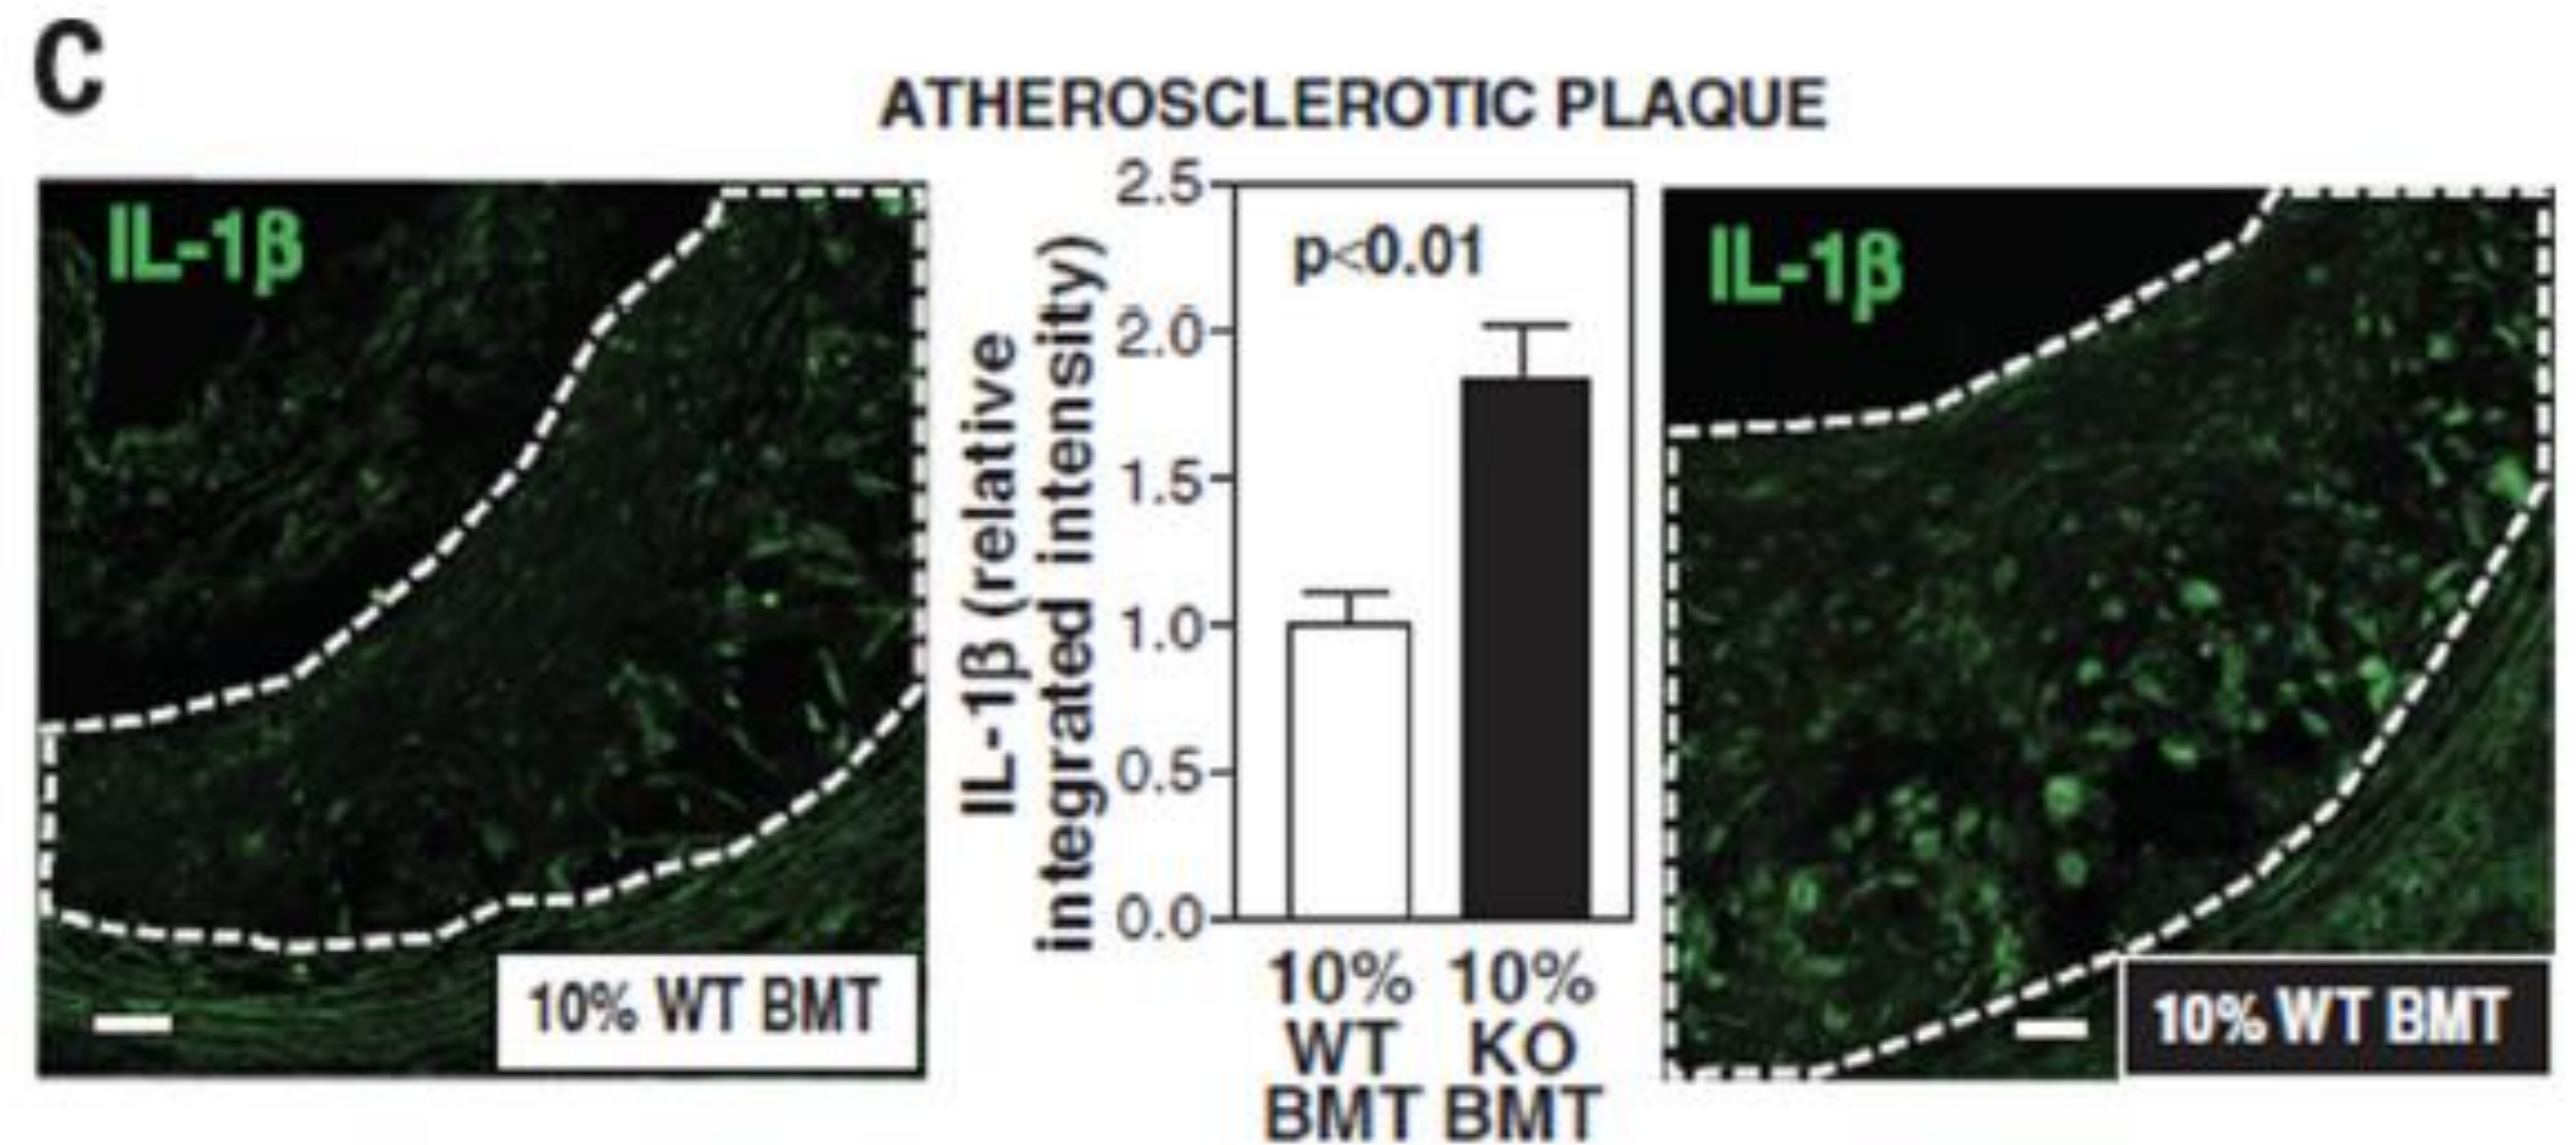 C
ATHEROSCLEROTIC PLAQUE
IL-1β
10% WT BMT
IL-1β (relative
integrated intensity)
2.5
2.0
1.5
1.0
0.5
0.0
p<0.01
10% 10%
WT KO
BMT BMT
IL-1β
10% WT BMT